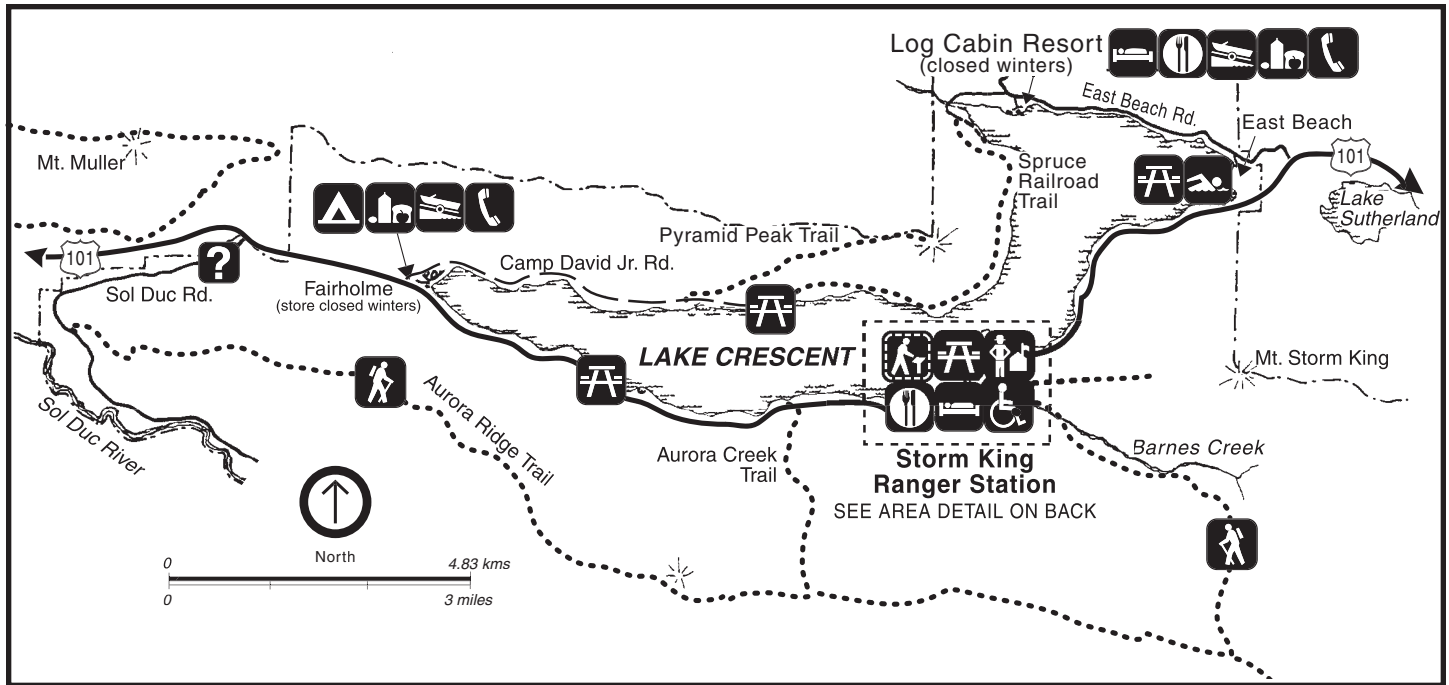 Log Cabin Resort
(closed winters)
East Beach Rd.
East Beach
101
Lake
Sutherland
Mt. Muller
Spruce
Railroad
Trail
Pyramid Peak Trail
101
?
Camp David Jr. Rd.
Sol Duc Rd.
Fairholme
(store closed winters)
LAKE CRESCENT
Mt. Storm King
Sol Duc River
Aurora Ridge Trail
Aurora Creek
Trail
Barnes Creek
Storm King
Ranger Station
SEE AREA DETAIL ON BACK
North
0
4.83 kms
0
3 miles